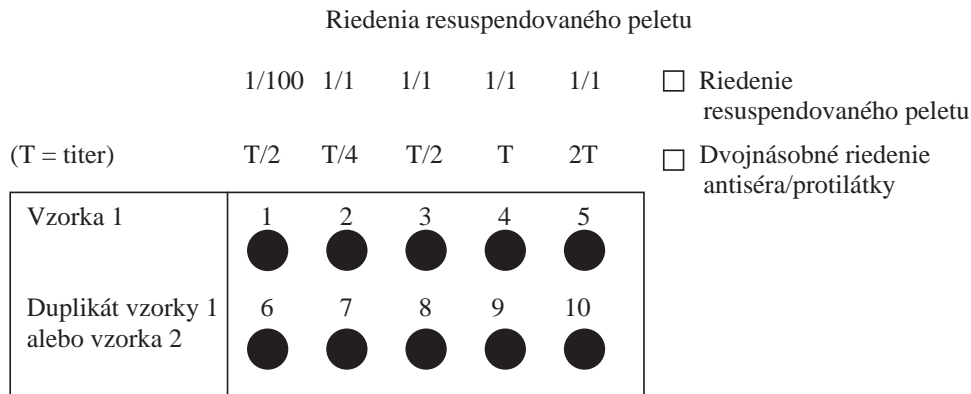 Riedenia resuspendovaného peletu
1/100 1/1 1/1 1/1 1/1 Riedenie
resuspendovaného peletu
(T = titer) T/2 T/4 T/2 T 2T Dvojnásobné riedenie
antiséra/protilátky
Vzorka 1 1 2 3 4 5
Duplikát vzorky 1 6 7 8 9 10
alebo vzorka 2